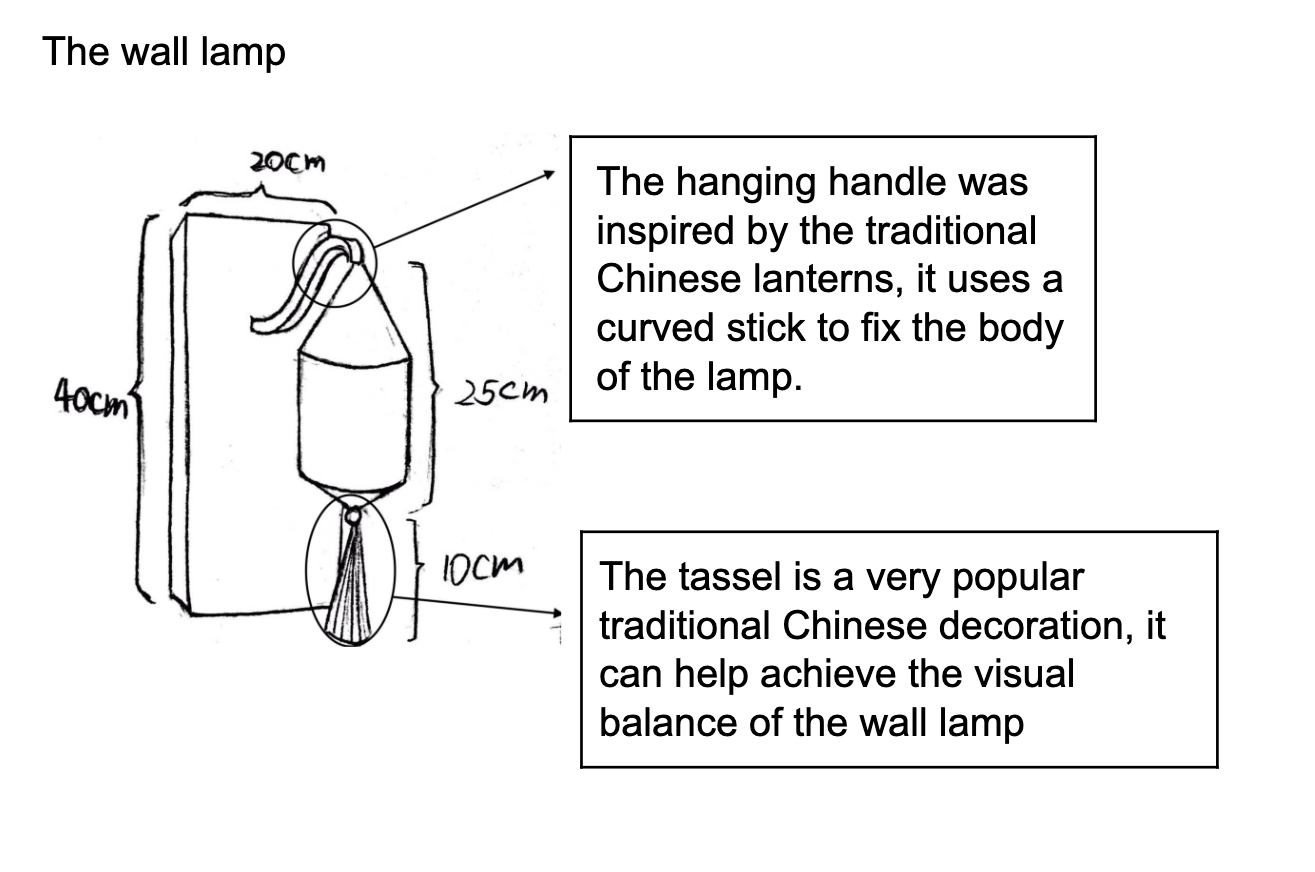 The wall lamp
20cm
The hanging handle was
inspired by the traditional
Chinese lanterns, it uses a
curved stick to fix the body
of the lamp.
40cm
25cm
10cm
The tassel is a very popular
traditional Chinese decoration, it
can help achieve the visual
balance of the wall lamp